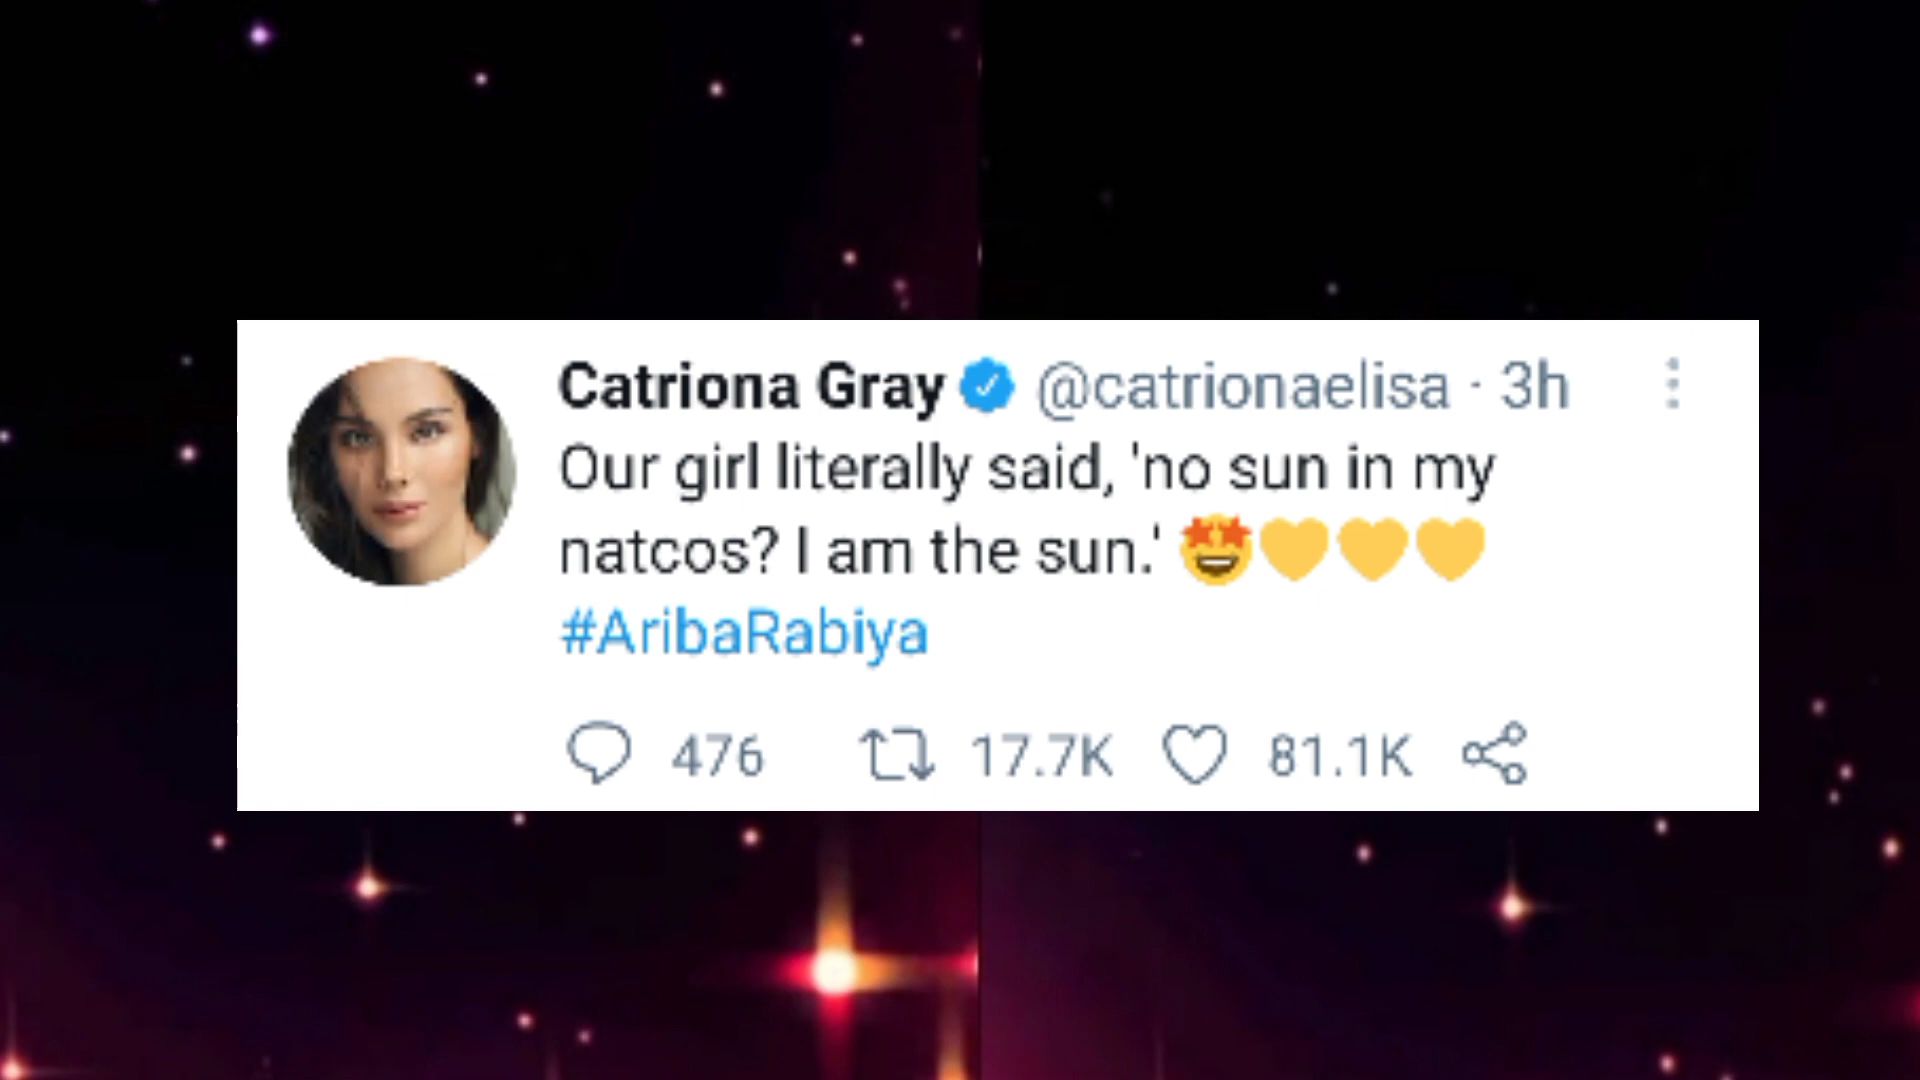 Catriona Gray @catrionaelisa · 3h
Our girl literally said, 'no sun in my
natcos? I am the sun.' 🤩💛💛💛
#AribaRabiya
476 17.7K 81.1K